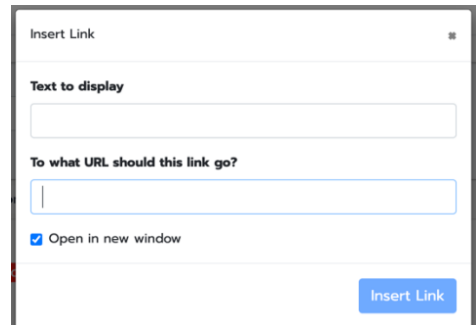 Insert Link
Text to display
To what URL should this link go?
Open in new window
Insert Link